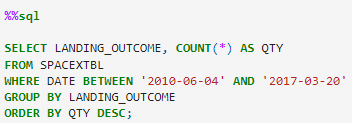 %%sql
SELECT LANDING_OUTCOME, COUNT(*) AS QTY
FROM SPACEXTBL
WHERE DATE BETWEEN '2010-06-04' AND '2017-03-20'
GROUP BY LANDING_OUTCOME
ORDER BY QTY DESC;